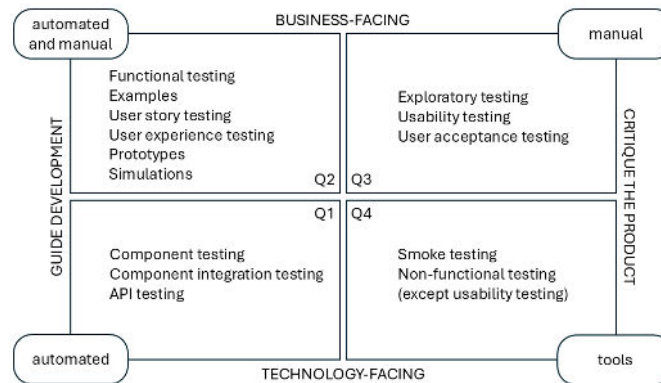 automated
and manual
BUSINESS-FACING
manual
Functional testing
Examples
User story testing
User experience testing
Prototypes
Simulations
Q2
Exploratory testing
Usability testing
User acceptance testing
Q3
GUIDE DEVELOPMENT
CRITIQUE THE PRODUCT
Q1
Component testing
Component integration testing
API testing
Q4
Smoke testing
Non-functional testing
(except usability testing)
automated
TECHNOLOGY-FACING
tools